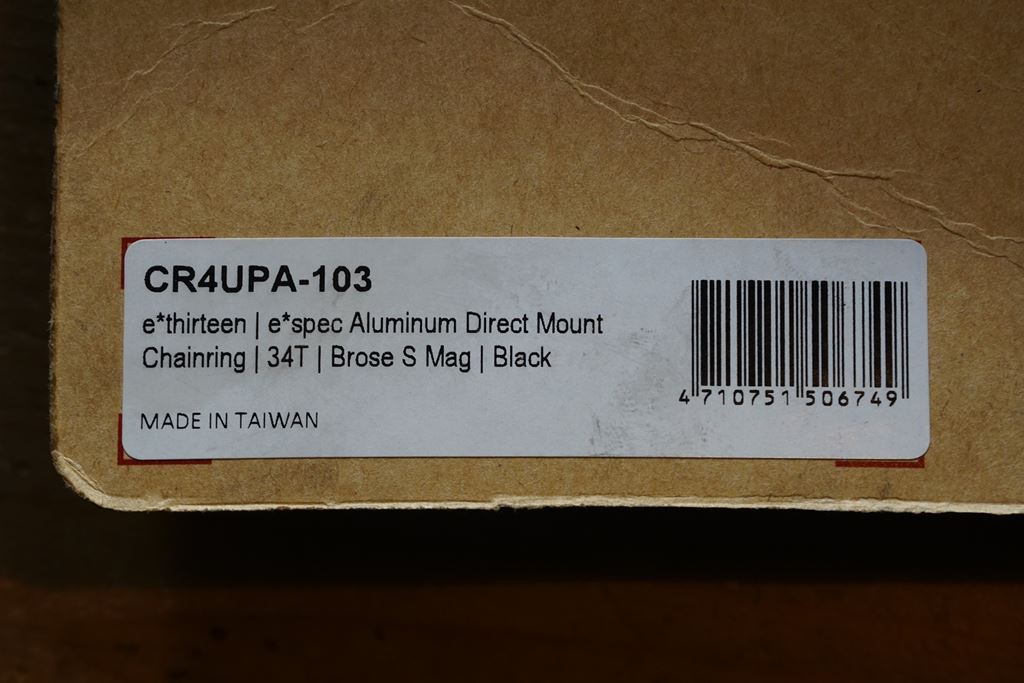 CR4UPA-103
e*thirteen | e*spec Aluminum Direct Mount
Chainring | 34T | Brose S Mag | Black
MADE IN TAIWAN
4 710751 506749